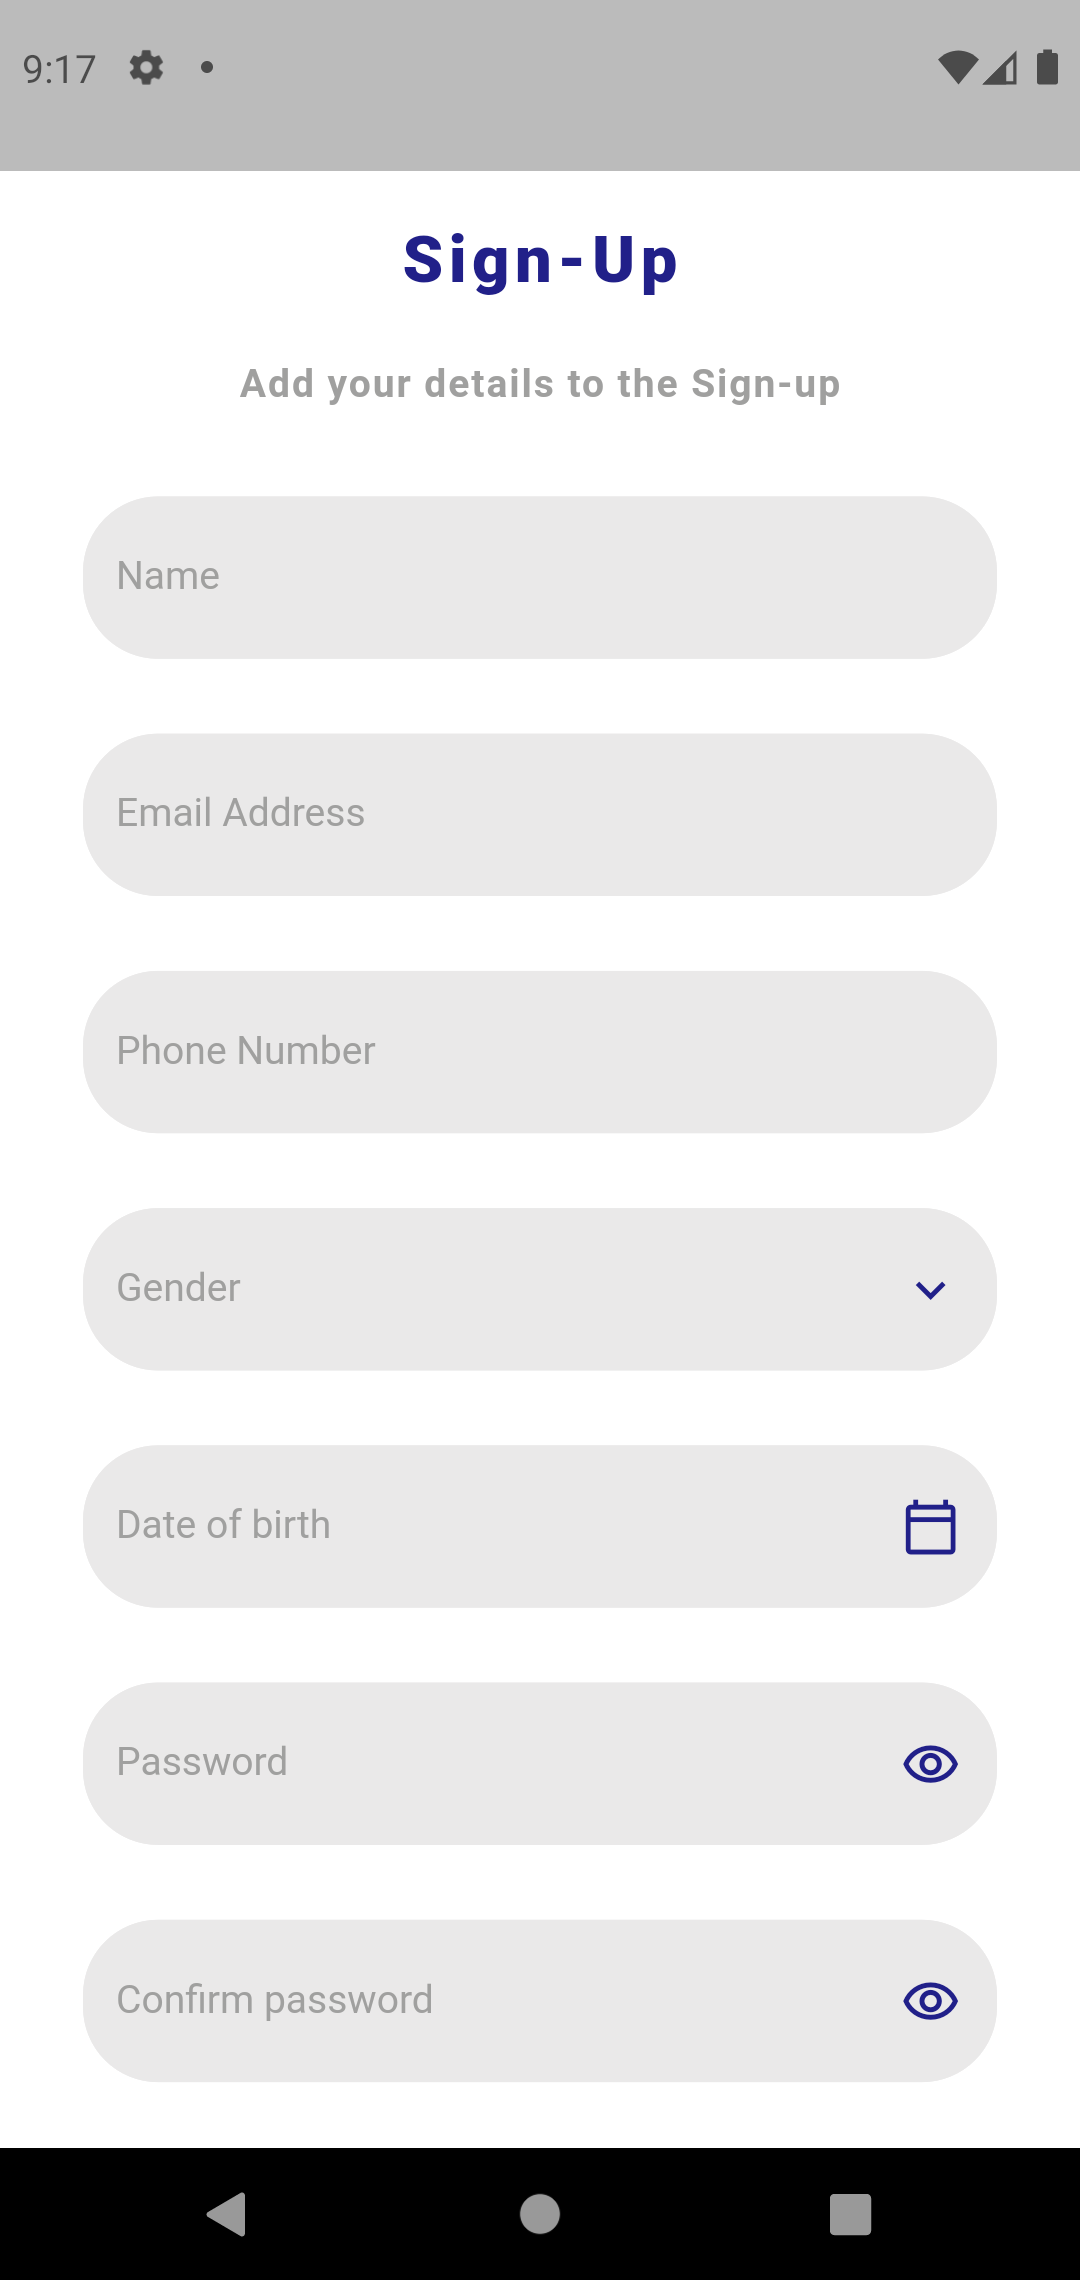 9:17
Sign-Up
Add your details to the Sign-up
Name
Email Address
Phone Number
Gender
Date of birth
Password
Confirm password